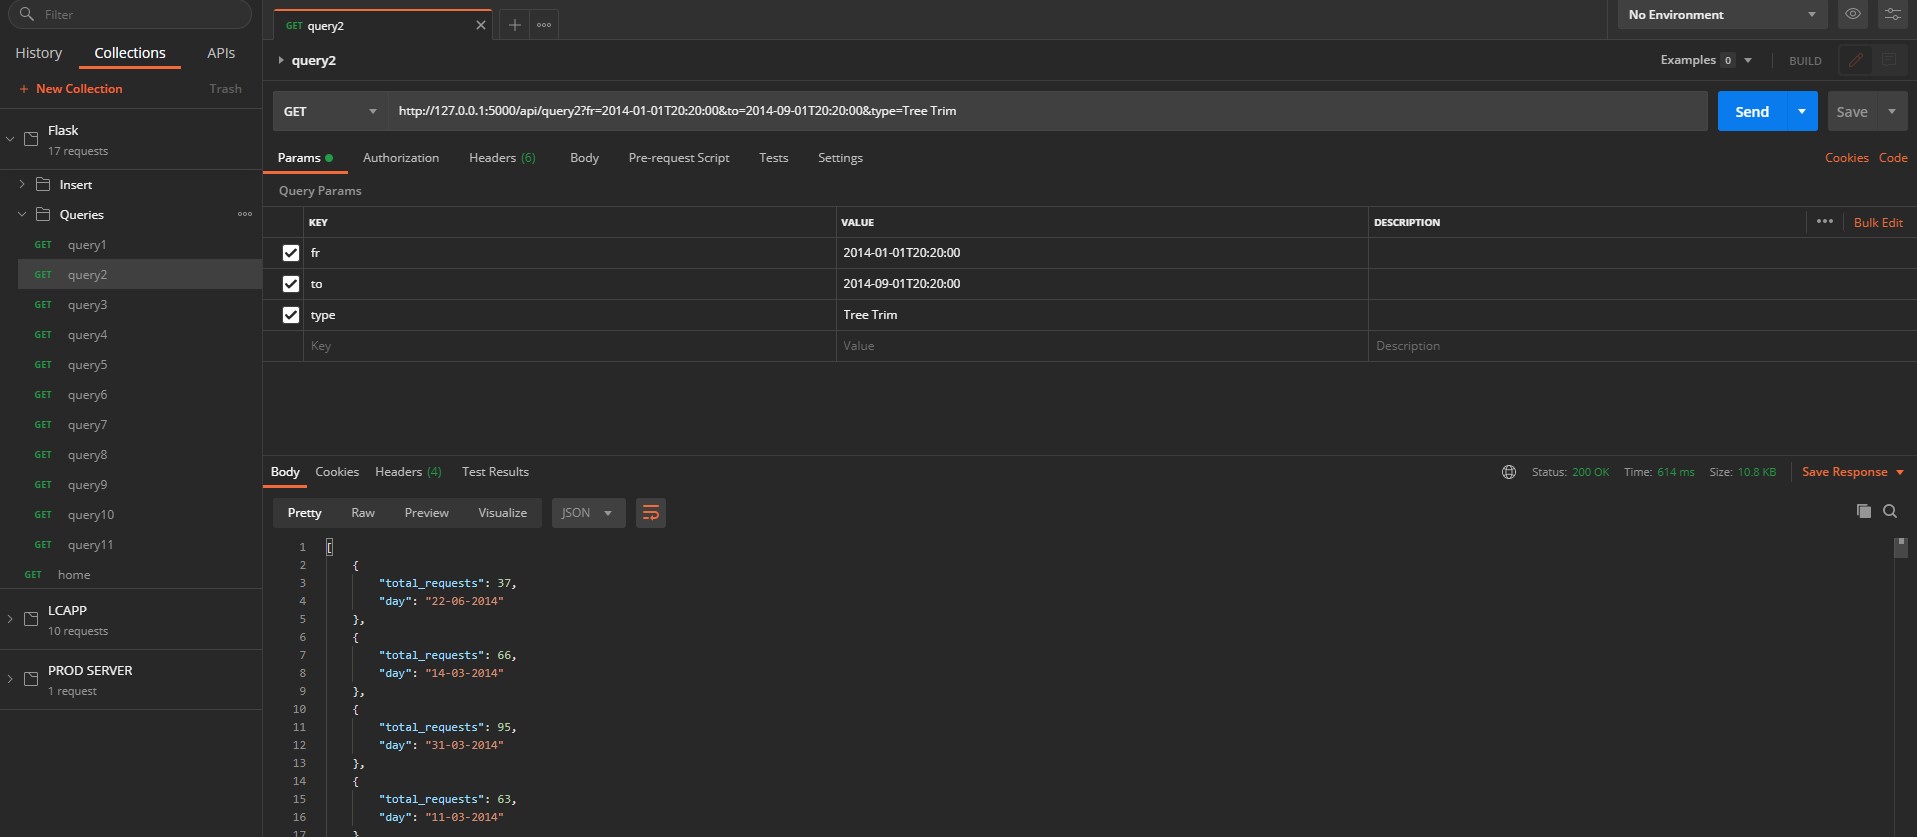 Filter
History Collections APIs
+ New Collection Trash
Flask
17 requests
Insert
Queries
GET query1
GET query2
GET query3
GET query4
GET query5
GET query6
GET query7
GET query8
GET query9
GET query10
GET query11
GET home
LCAPP
10 requests
PROD SERVER
1 request
GET query2
No Environment
query2
Examples 0 BUILD
GET http://127.0.0.1:5000/api/query2?fr=2014-01-01T20:20:00&to=2014-09-01T20:20:00&type=Tree Trim Send Save
Params Authorization Headers (6) Body Pre-request Script Tests Settings Cookies Code
Query Params
KEY VALUE DESCRIPTION Bulk Edit
fr 2014-01-01T20:20:00
to 2014-09-01T20:20:00
type Tree Trim
Key Value Description
Body Cookies Headers (4) Test Results Status: 200 OK Time: 614 ms Size: 10.8 KB Save Response
Pretty Raw Preview Visualize JSON
1 [
2 {
3 "total_requests": 37,
4 "day": "22-06-2014"
5 },
6 {
7 "total_requests": 66,
8 "day": "14-03-2014"
9 },
10 {
11 "total_requests": 95,
12 "day": "31-03-2014"
13 },
14 {
15 "total_requests": 63,
16 "day": "11-03-2014"
17 }